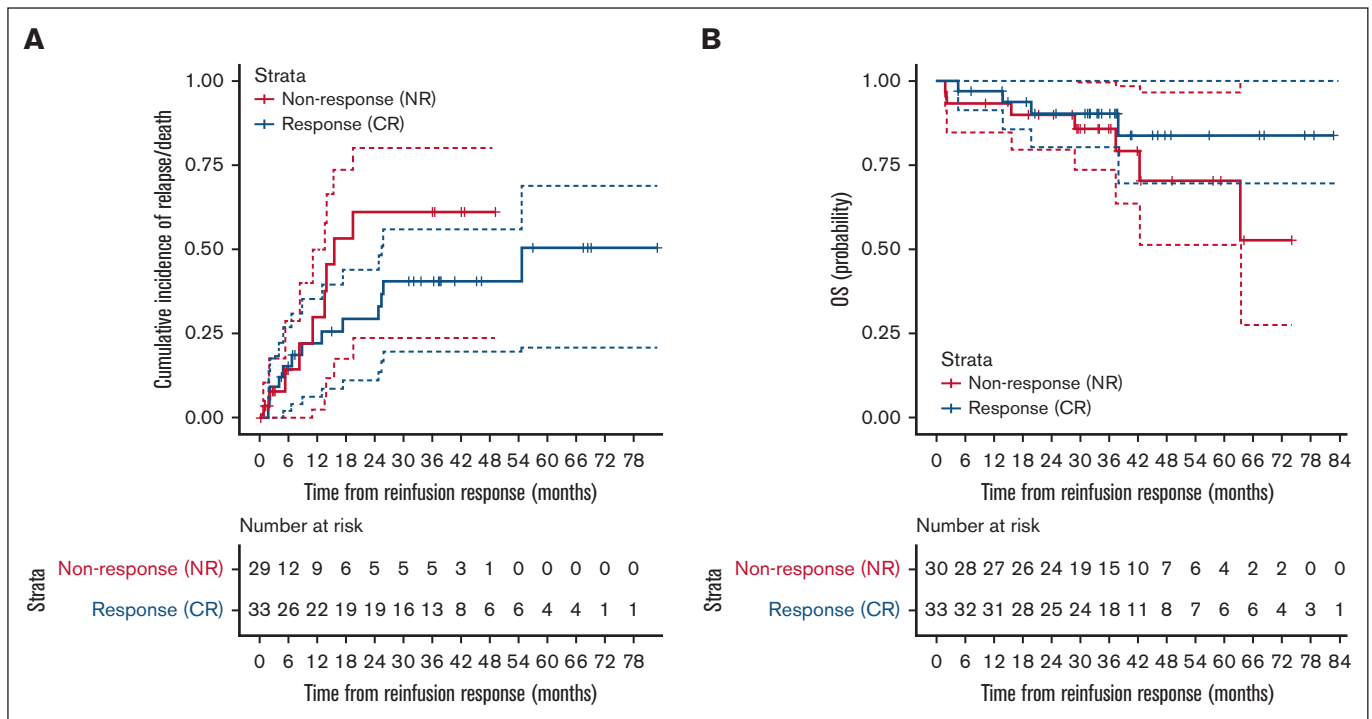 A
Cumulative incidence of relapse/death
1.00
0.75
0.50
0.25
0.00
Strata
Non-response (NR)
Response (CR)
0 6 12 18 24 30 36 42 48 54 60 66 72 78
Time from reinfusion response (months)
Number at risk
Strata
Non-response (NR) 29 12 9 6 5 5 5 3 1 0 0 0 0 0
Response (CR) 33 26 22 19 19 16 13 8 6 6 4 4 1 1
0 6 12 18 24 30 36 42 48 54 60 66 72 78
Time from reinfusion response (months)
B
OS (probability)
1.00
0.75
0.50
0.25
0.00
Strata
Non-response (NR)
Response (CR)
0 6 12 18 24 30 36 42 48 54 60 66 72 78 84
Time from reinfusion response (months)
Number at risk
Strata
Non-response (NR) 30 28 27 26 24 19 15 10 7 6 4 2 2 0 0
Response (CR) 33 32 31 28 25 24 18 11 8 7 6 6 4 3 1
0 6 12 18 24 30 36 42 48 54 60 66 72 78 84
Time from reinfusion response (months)